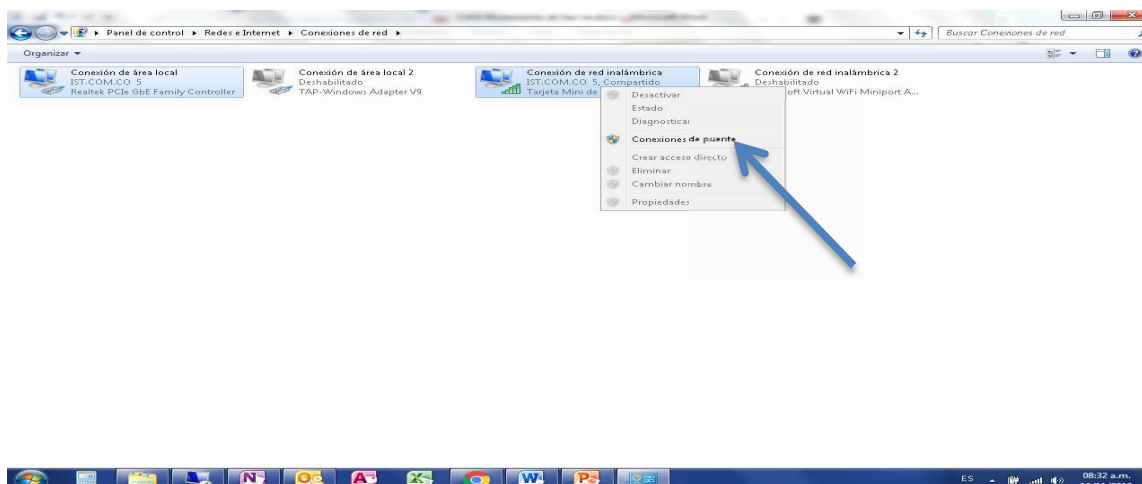 Panel de control ▸ Redes e Internet ▸ Conexiones de red ▸
Buscar Conexiones de red
Organizar
Conexión de área local
IST.COM.CO 5
Realtek PCIe GbE Family Controller
Conexión de área local 2
Deshabilitado
TAP-Windows Adapter V9
Conexión de red inalámbrica
IST.COM.CO 5, Compartido
Tarjeta Mini de
Conexión de red inalámbrica 2
Deshabilitado
oft Virtual WiFi Miniport A...
Desactivar
Estado
Diagnosticar
Conexiones de puente
Crear acceso directo
Eliminar
Cambiar nombre
Propiedades
ES
08:32 a.m.